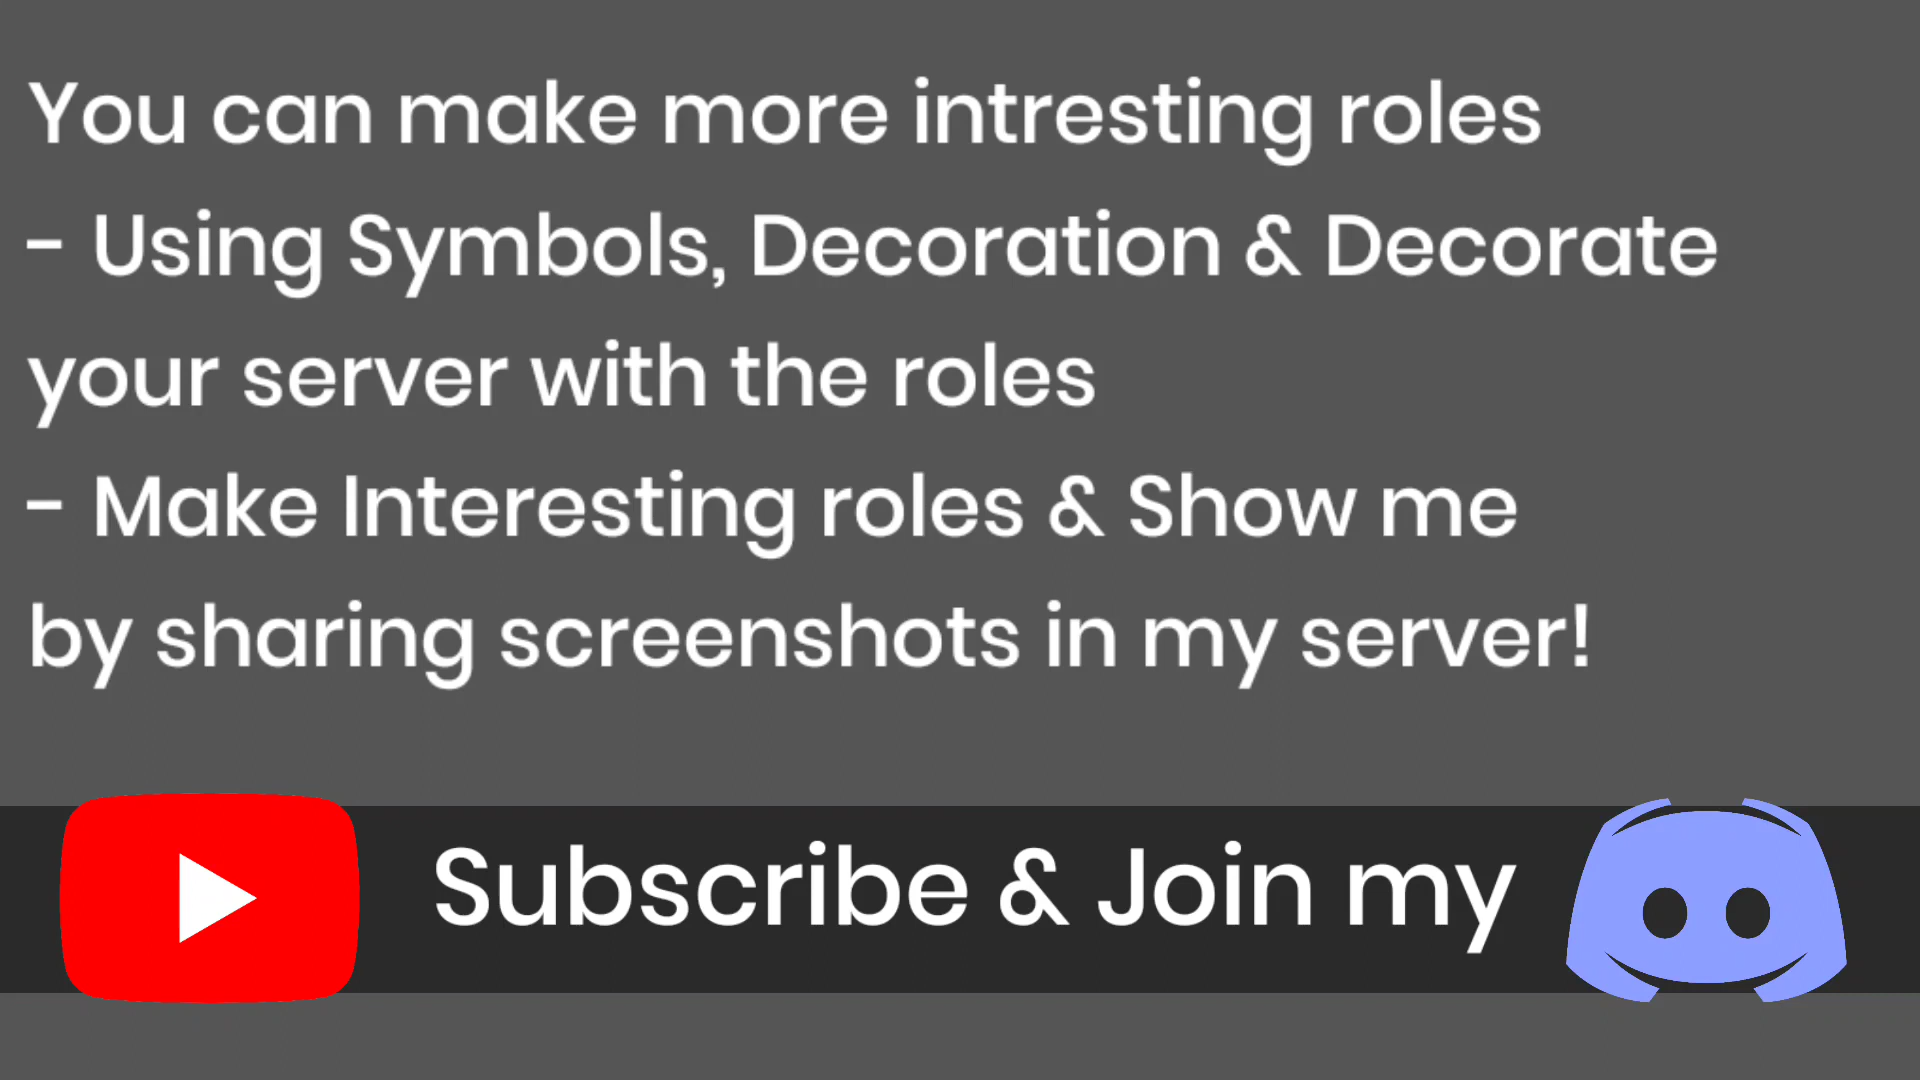 You can make more intresting roles
- Using Symbols, Decoration & Decorate
your server with the roles
- Make Interesting roles & Show me
by sharing screenshots in my server!
Subscribe & Join my